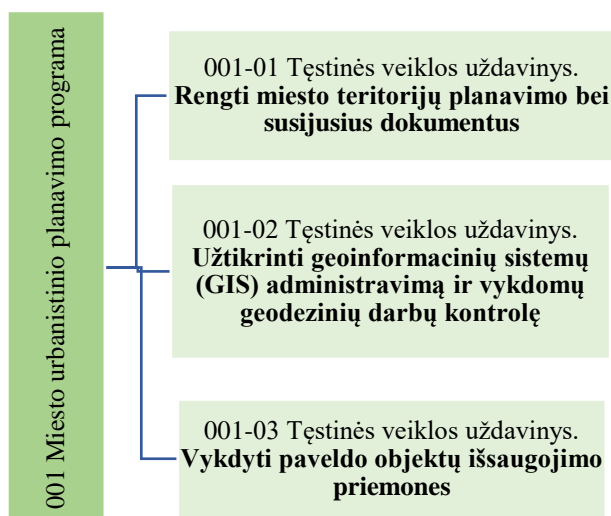 001 Miesto urbanistinio planavimo programa
001-01 Tęstinės veiklos uždavinys.
Rengti miesto teritorijų planavimo bei
susijusius dokumentus
001-02 Tęstinės veiklos uždavinys.
Užtikrinti geoinformacinių sistemų
(GIS) administravimą ir vykdomų
geodezinių darbų kontrolę
001-03 Tęstinės veiklos uždavinys.
Vykdyti paveldo objektų išsaugojimo
priemones